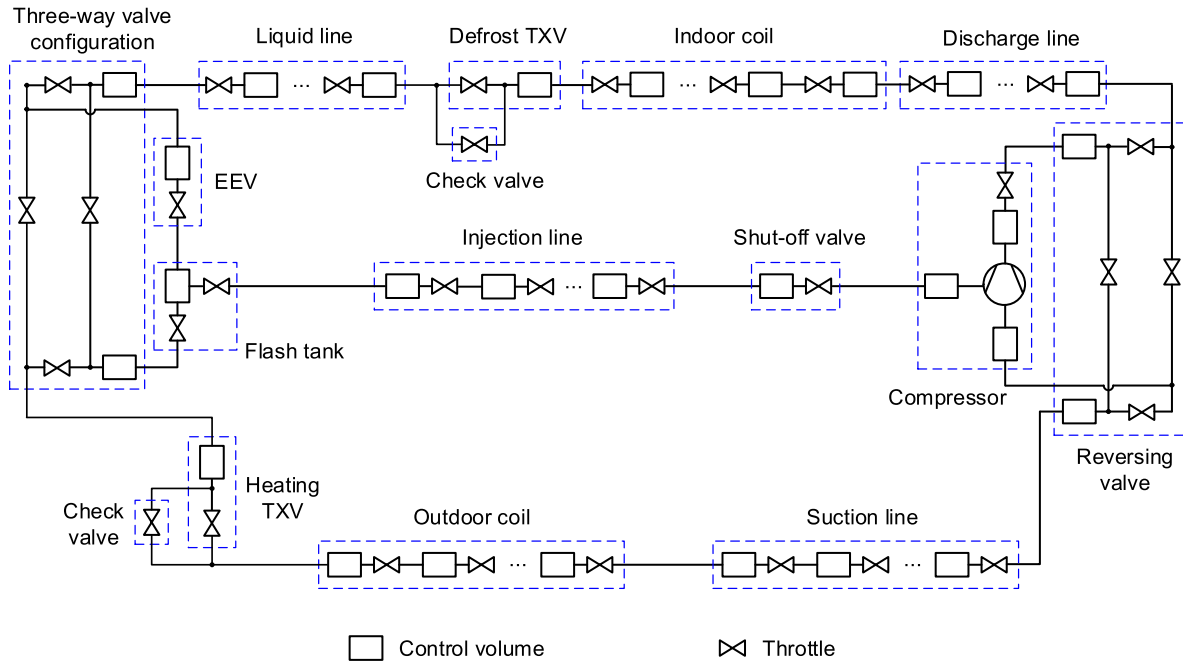 Three-way valve
configuration
Liquid line
Defrost TXV
Indoor coil
Discharge line
...
...
...
EEV
Check valve
Injection line
Shut-off valve
...
Flash tank
Compressor
Reversing
valve
Heating
TXV
Check
valve
Outdoor coil
Suction line
...
...
Control volume
Throttle